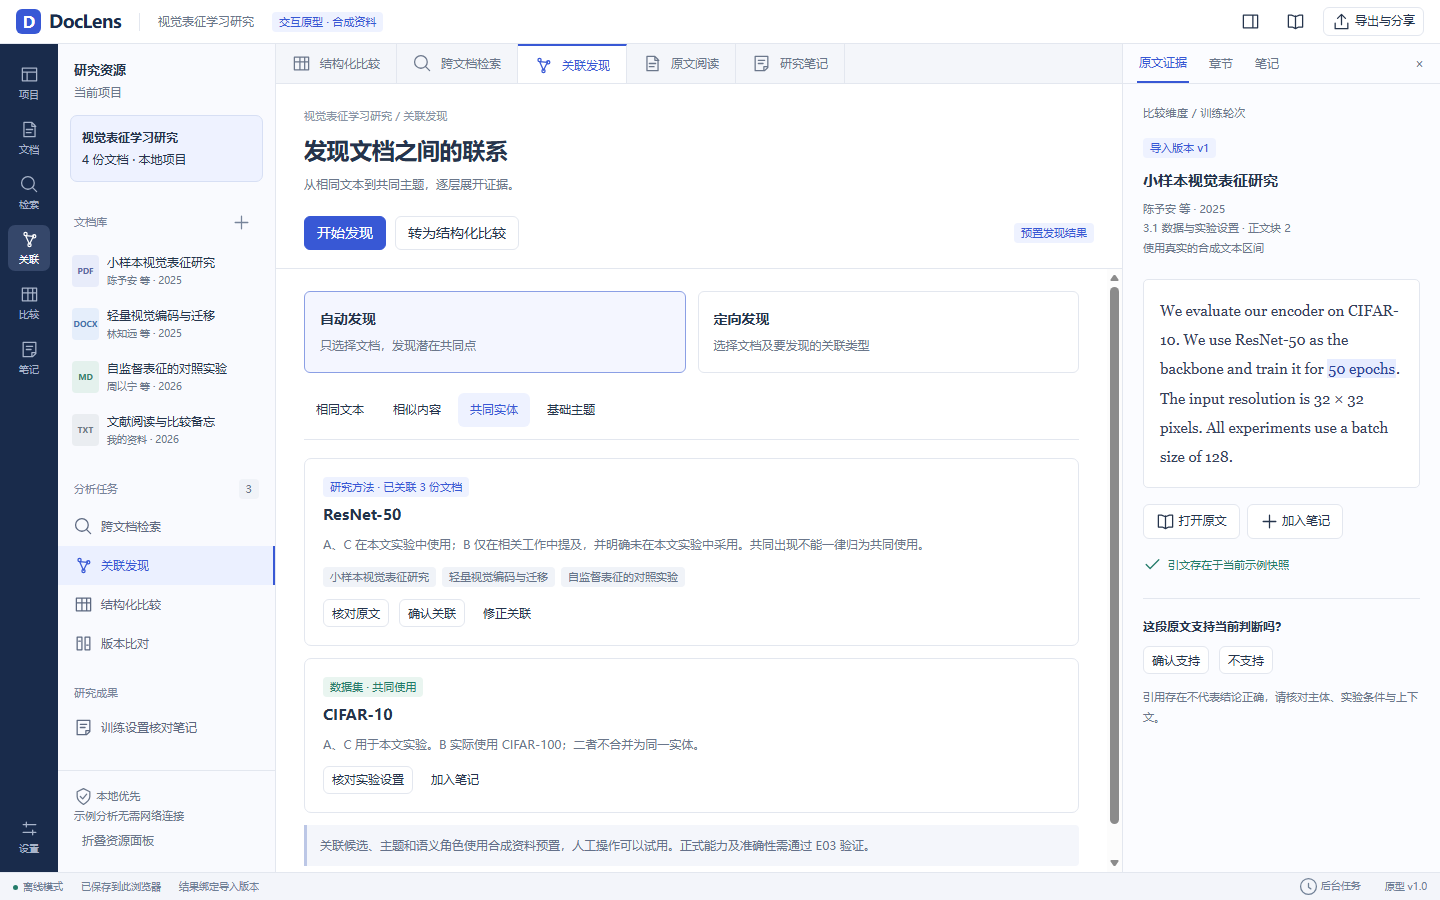 D DocLens 视觉表征学习研究 交互原型 · 合成资料 导出与分享
项目
文档
检索
关联
比较
笔记
设置
研究资源
当前项目
视觉表征学习研究
4 份文档 · 本地项目
文档库
PDF 小样本视觉表征研究
陈予安 等 · 2025
DOCX 轻量视觉编码与迁移
林知远 等 · 2025
MD 自监督表征的对照实验
周以宁 等 · 2026
TXT 文献阅读与比较备忘
我的资料 · 2026
分析任务 3
跨文档检索
关联发现
结构化比较
版本比对
研究成果
训练设置核对笔记
本地优先
示例分析无需网络连接
折叠资源面板
结构化比较 跨文档检索 关联发现 原文阅读 研究笔记
视觉表征学习研究 / 关联发现
发现文档之间的联系
从相同文本到共同主题，逐层展开证据。
开始发现 转为结构化比较 预置发现结果
自动发现
只选择文档，发现潜在共同点
定向发现
选择文档及要发现的关联类型
相同文本 相似内容 共同实体 基础主题
研究方法 · 已关联 3 份文档
ResNet-50
A、C 在本文实验中使用；B 仅在相关工作中提及，并明确未在本文实验中采用。共同出现不能一律归为共同使用。
小样本视觉表征研究 轻量视觉编码与迁移 自监督表征的对照实验
核对原文 确认关联 修正关联
数据集 · 共同使用
CIFAR-10
A、C 用于本文实验。B 实际使用 CIFAR-100；二者不合并为同一实体。
核对实验设置 加入笔记
关联候选、主题和语义角色使用合成资料预置，人工操作可以试用。正式能力及准确性需通过 E03 验证。
原文证据 章节 笔记 ×
比较维度 / 训练轮次
导入版本 v1
小样本视觉表征研究
陈予安 等 · 2025
3.1 数据与实验设置 · 正文块 2
使用真实的合成文本区间
We evaluate our encoder on CIFAR-
10. We use ResNet-50 as the
backbone and train it for 50 epochs.
The input resolution is 32 × 32
pixels. All experiments use a batch
size of 128.
打开原文 加入笔记
引文存在于当前示例快照
这段原文支持当前判断吗?
确认支持 不支持
引用存在不代表结论正确，请核对主体、实验条件与上下
文。
离线模式 已保存到此浏览器 结果绑定导入版本 后台任务 原型 v1.0